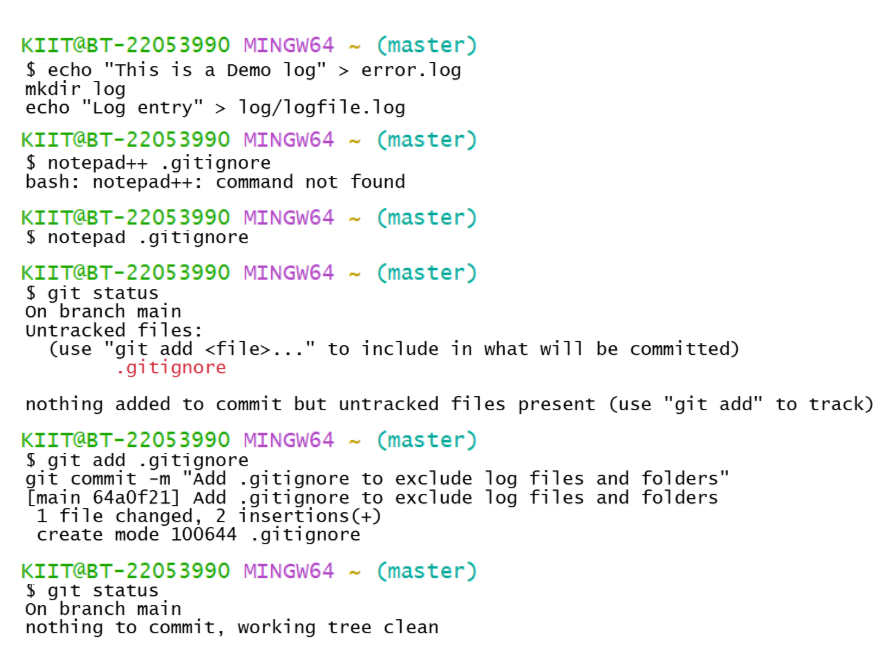 KIIT@BT-22053990 MINGW64 ~ (master)
$ echo "This is a Demo log" > error.log
mkdir log
echo "Log entry" > log/logfile.log
KIIT@BT-22053990 MINGW64 ~ (master)
$ notepad++ .gitignore
bash: notepad++: command not found
KIIT@BT-22053990 MINGW64 ~ (master)
$ notepad .gitignore
KIIT@BT-22053990 MINGW64 ~ (master)
$ git status
On branch main
Untracked files:
  (use "git add <file>..." to include in what will be committed)
        .gitignore
nothing added to commit but untracked files present (use "git add" to track)
KIIT@BT-22053990 MINGW64 ~ (master)
$ git add .gitignore
git commit -m "Add .gitignore to exclude log files and folders"
[main 64a0f21] Add .gitignore to exclude log files and folders
 1 file changed, 2 insertions(+)
 create mode 100644 .gitignore
KIIT@BT-22053990 MINGW64 ~ (master)
$ git status
On branch main
nothing to commit, working tree clean